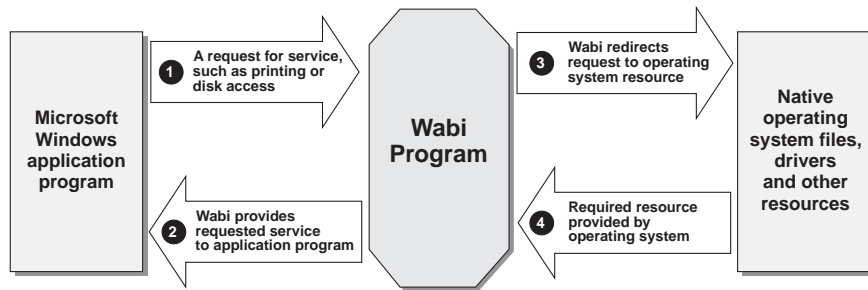 Microsoft
Windows
application
program
1
A request for service,
such as printing or
disk access
2
Wabi provides
requested service
to application program
Wabi
Program
3
Wabi redirects
request to operating
system resource
4
Required resource
provided by
operating system
Native
operating
system files,
drivers
and other
resources